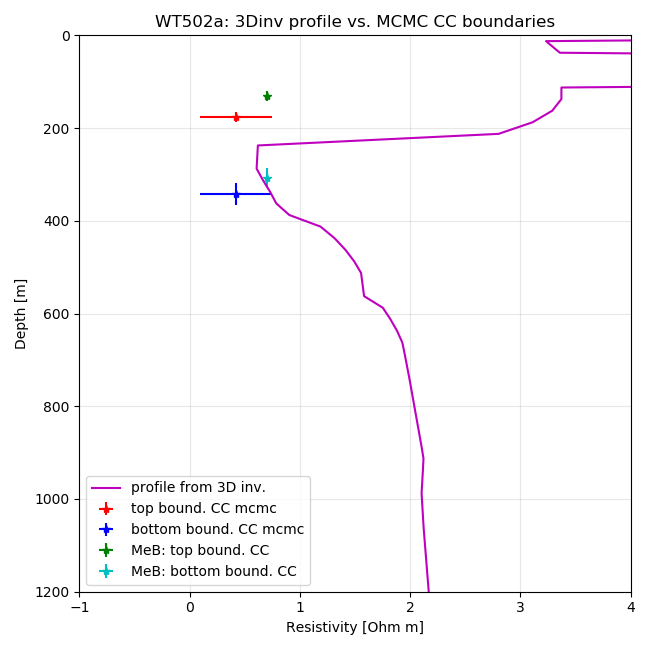 WT502a: 3Dinv profile vs. MCMC CC boundaries
0
200
400
600
800
1000
1200
Depth [m]
profile from 3D inv.
top bound. CC mcmc
bottom bound. CC mcmc
MeB: top bound. CC
MeB: bottom bound. CC
−1 0 1 2 3 4
Resistivity [Ohm m]